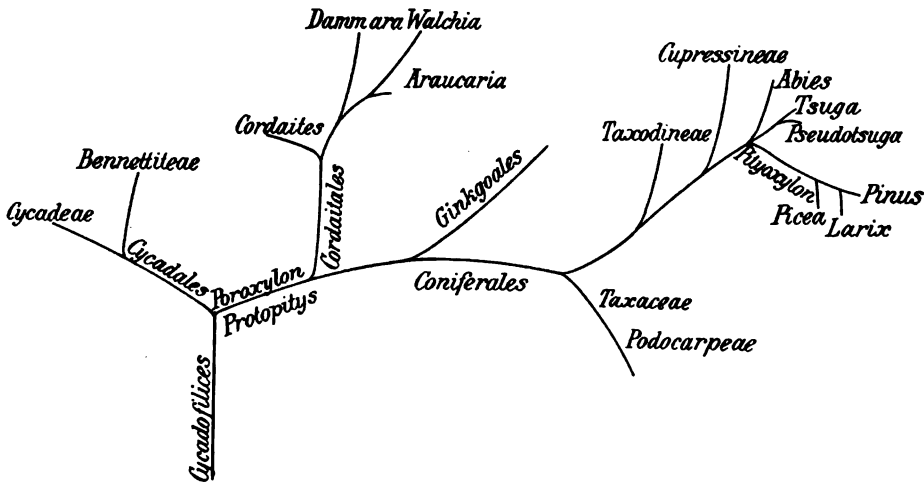 Dammara Walchia
Araucaria
Cordaites
Cordaitales
Bennettiteae
Cycadeae
Cycadales
Poroxylon
Protopitys
Cycadofilices
Ginkgoales
Coniferales
Taxaceae
Podocarpeae
Taxodineae
Cupressineae
Abies
Tsuga
Pseudotsuga
Pityoxylon
Pinus
Picea
Larix